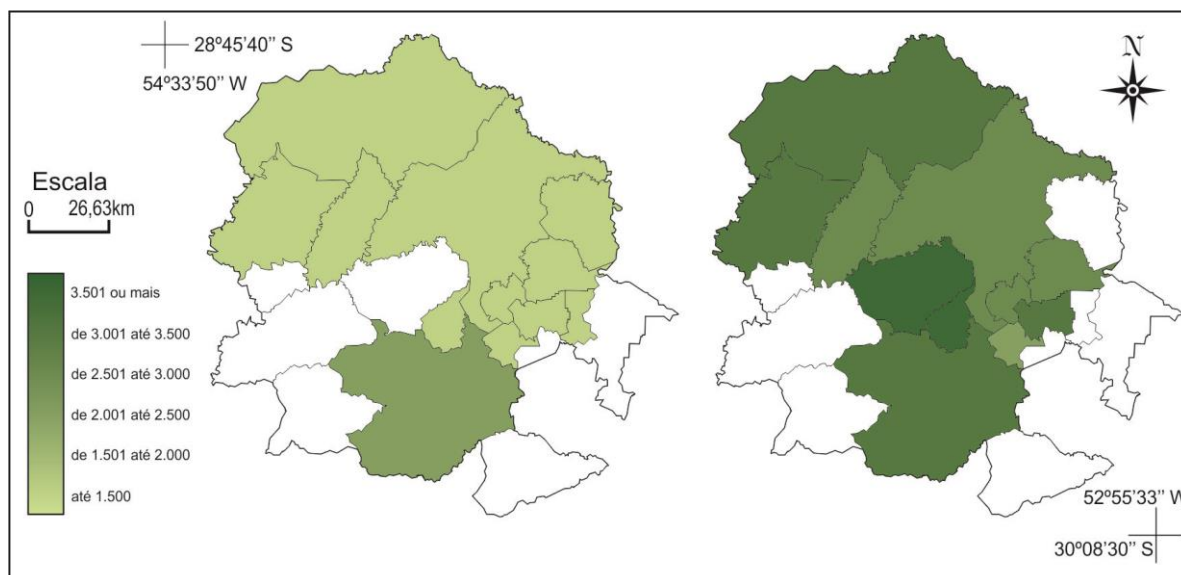 28º45’40’’ S
54º33’50’’ W
N
Escala
0 26,63km
3.501 ou mais
de 3.001 até 3.500
de 2.501 até 3.000
de 2.001 até 2.500
de 1.501 até 2.000
até 1.500
52º55’33’’ W
30º08’30’’ S